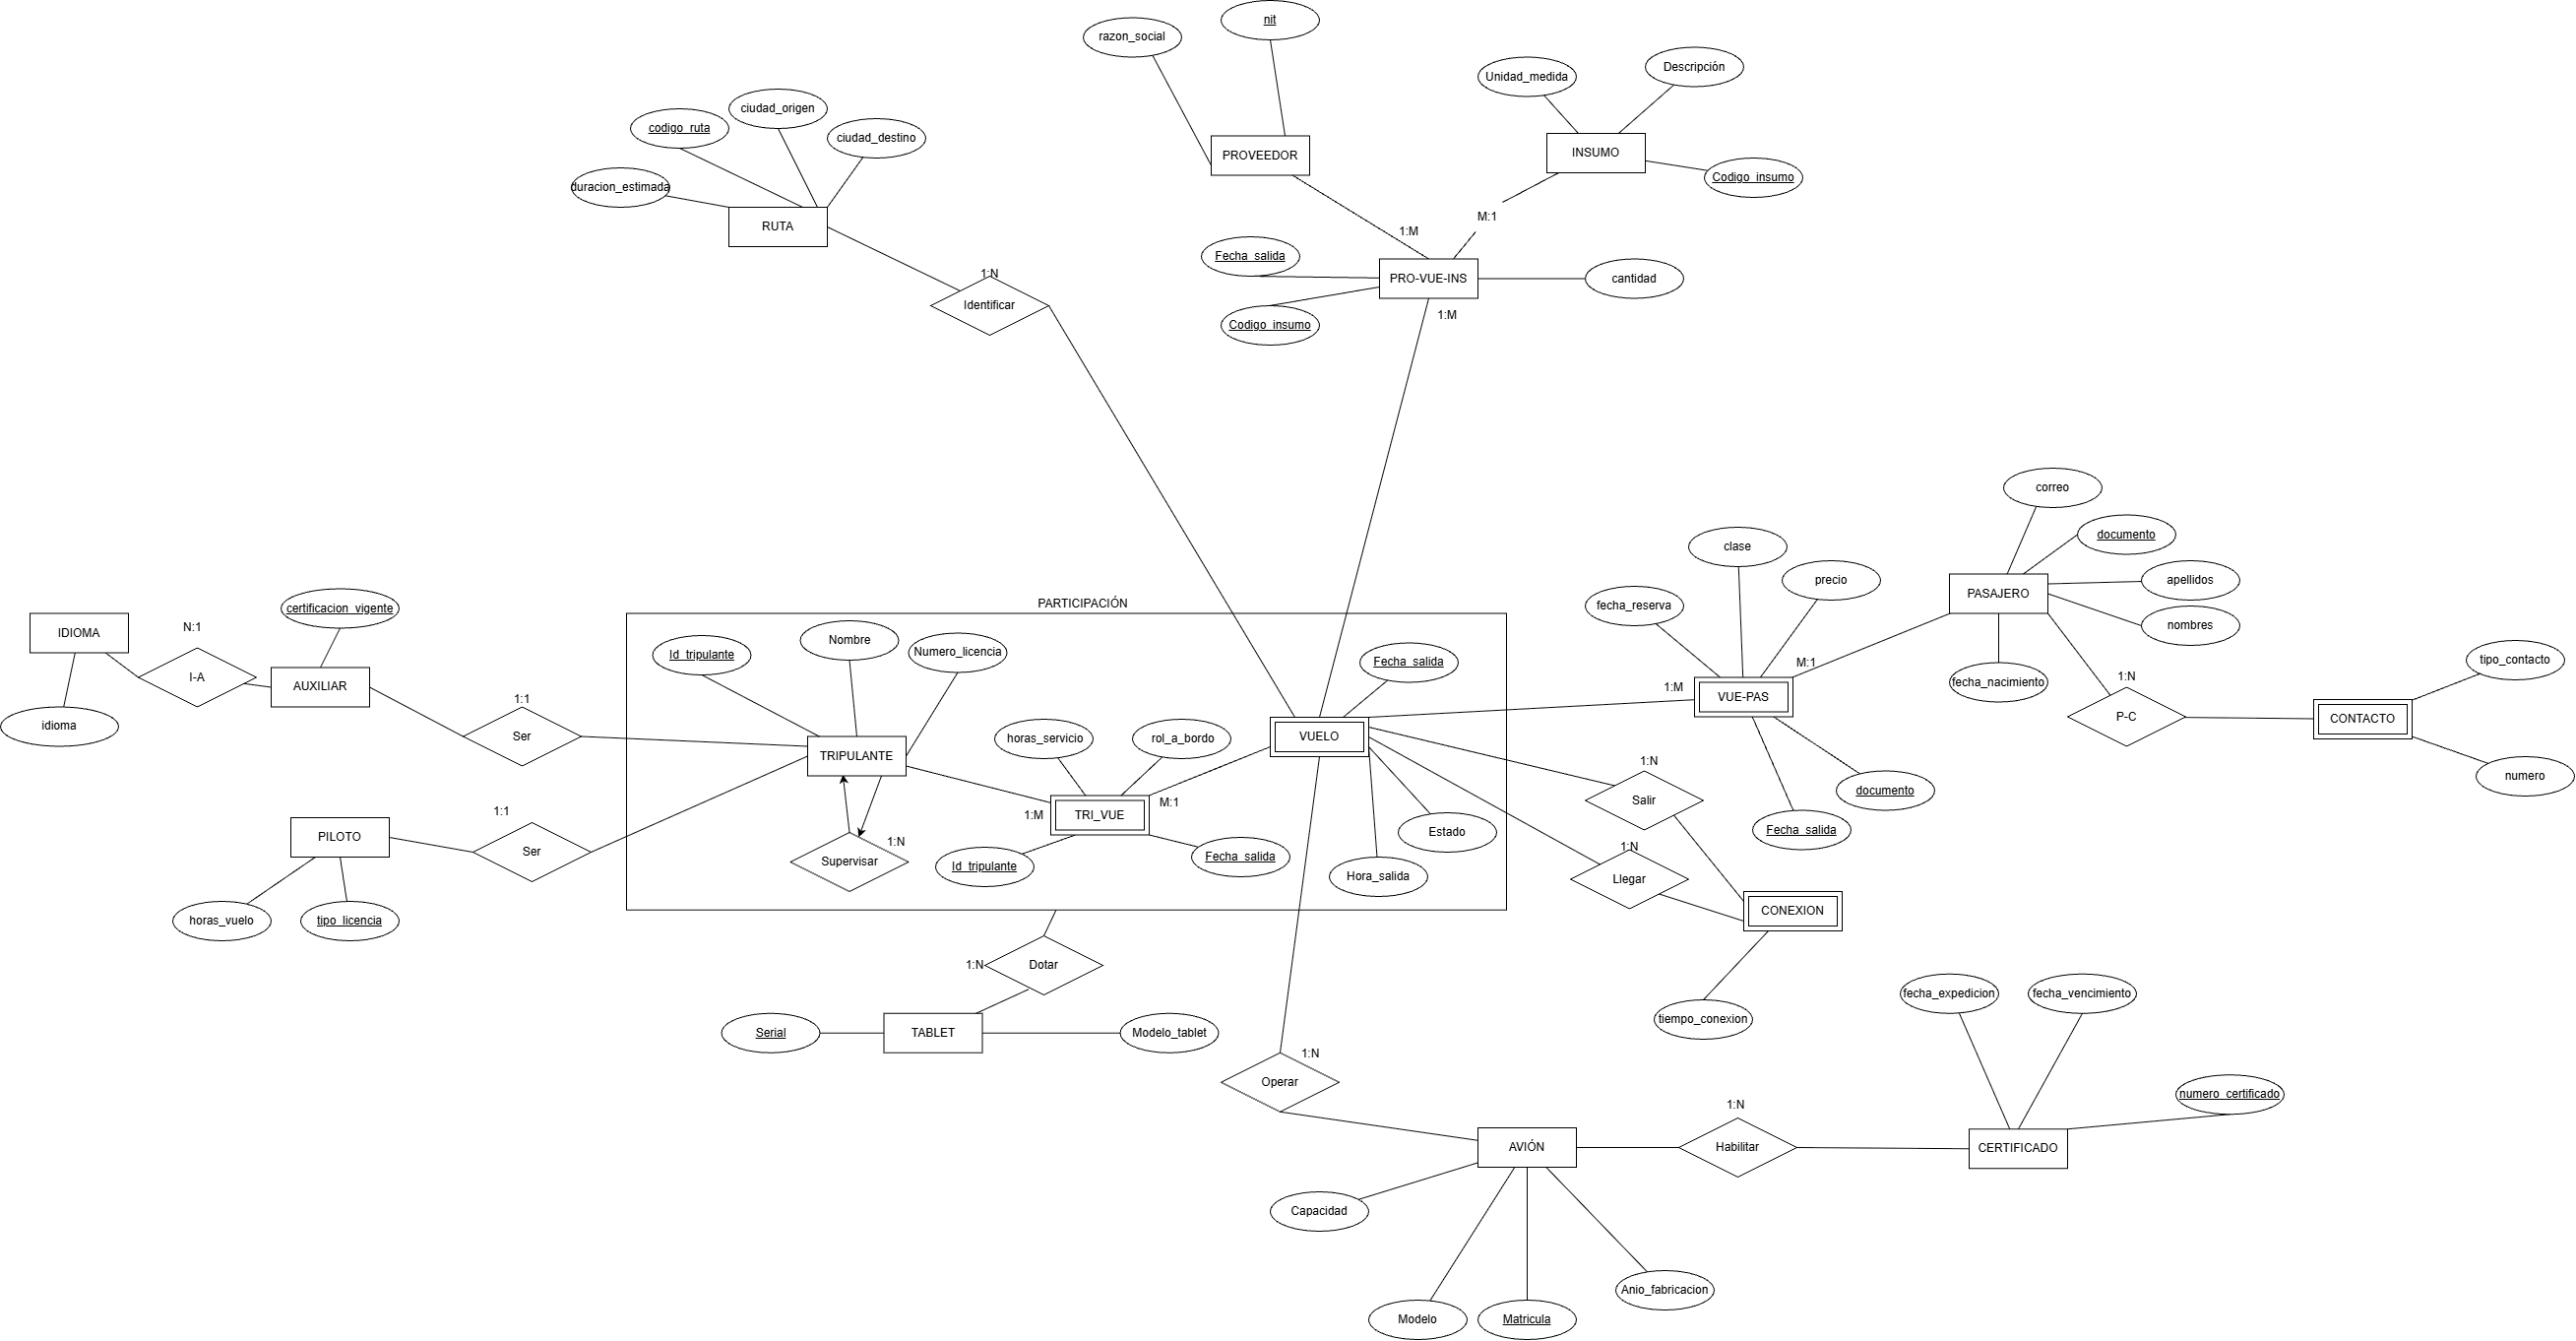 nit
razon_social
Unidad_medida
Descripción
ciudad_origen
codigo_ruta
ciudad_destino
PROVEEDOR
INSUMO
Codigo_insumo
duracion_estimada
RUTA
M:1
1:M
Fecha_salida
1:N
PRO-VUE-INS
cantidad
Identificar
1:M
Codigo_insumo
correo
documento
clase
precio
apellidos
PASAJERO
PARTICIPACIÓN
fecha_reserva
certificacion_vigente
nombres
IDIOMA
N:1
Nombre
Id_tripulante
Numero_licencia
Fecha_salida
M:1
tipo_contacto
I-A
AUXILIAR
1:M
1:N
fecha_nacimiento
VUE-PAS
1:1
idioma
P-C
CONTACTO
Ser
horas_servicio
rol_a_bordo
VUELO
TRIPULANTE
1:N
numero
documento
1:1
1:M
TRI_VUE
M:1
Salir
PILOTO
Estado
Fecha_salida
Ser
Supervisar
1:N
Id_tripulante
Fecha_salida
1:N
Hora_salida
Llegar
horas_vuelo
tipo_licencia
CONEXION
1:N
Dotar
fecha_expedicion
fecha_vencimiento
tiempo_conexion
Serial
TABLET
Modelo_tablet
1:N
Operar
numero_certificado
1:N
AVIÓN
Habilitar
CERTIFICADO
Capacidad
Anio_fabricacion
Modelo
Matricula